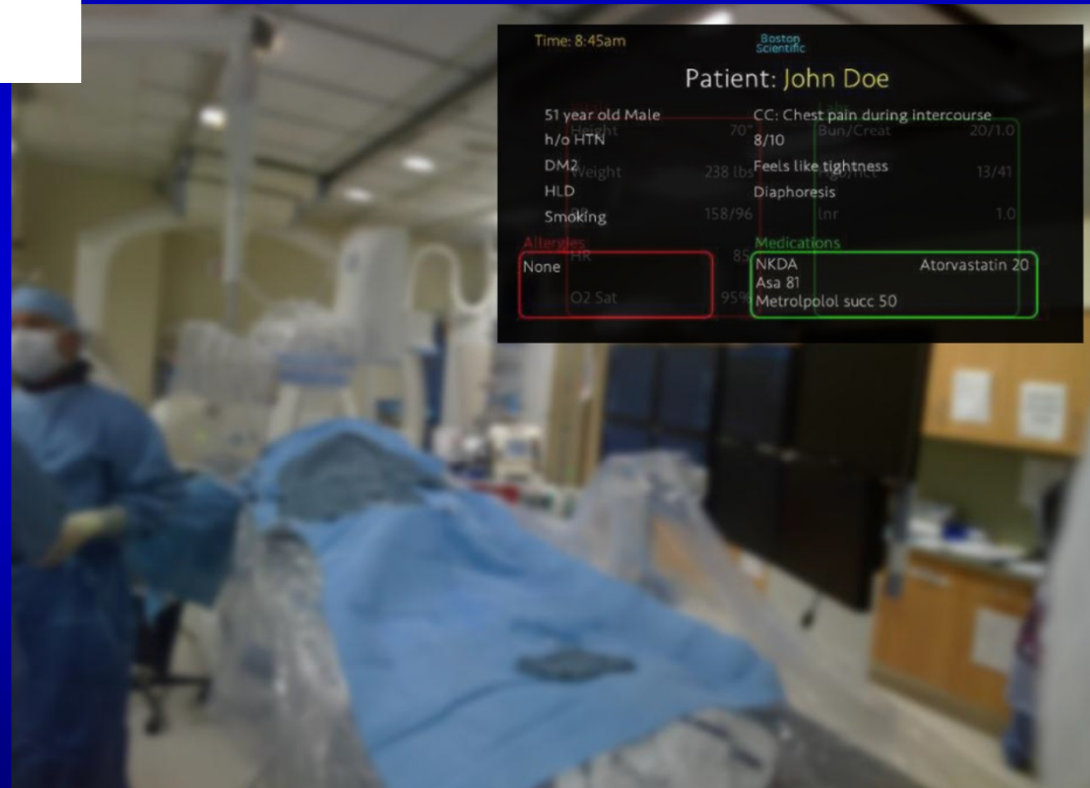 Time: 8:45am
Boston
Scientific
Patient: John Doe
51 year old Male
h/o HTN
DM2
HLD
Smoking
CC: Chest pain during intercourse
8/10
Feels like tightness
Diaphoresis
Height 70"
Weight 238 lbs
158/96
HR 85
O2 Sat 95%
Labs
Bun/Creat 20/1.0
13/41
Inr 1.0
Allergies
None
Medications
NKDA Atorvastatin 20
Asa 81
Metrolpolol succ 50